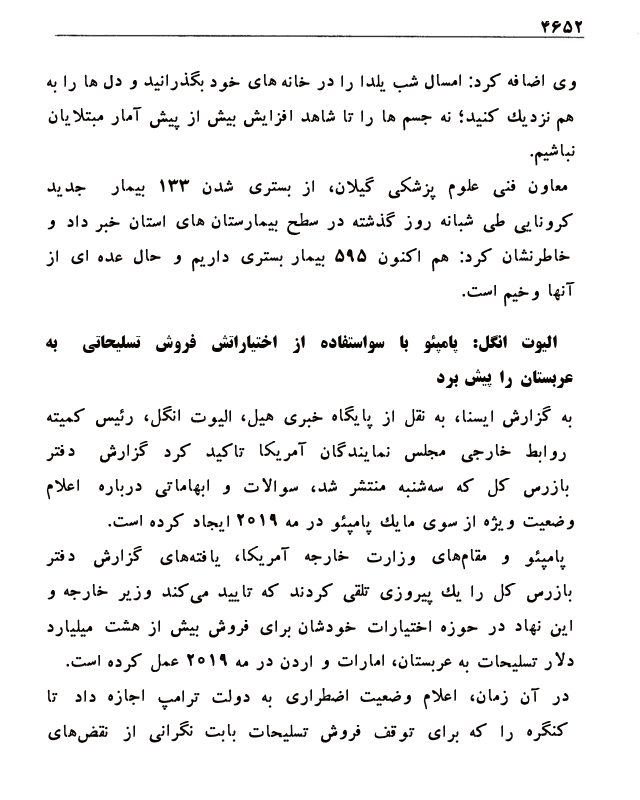 ۴۶۵۲
وی اضافه کرد: امسال شب یلدا را در خانه های خود بگذرانید و دل ها را به
هم نزدیك کنید؛ نه جسم ها را تا شاهد افزایش بیش از پیش آمار مبتلایان
نباشیم.
معاون فنی علوم پزشکی گیلان، از بستری شدن ۱۳۳ بیمار جدید
کرونایی طی شبانه روز گذشته در سطح بیمارستان های استان خبر داد و
خاطرنشان کرد: هم اکنون ۵۹۵ بیمار بستری داریم و حال عده ای از
آنها وخیم است.
الیوت انگل: پامپئو با سواستفاده از اختیاراتش فروش تسلیحاتی به
عربستان را پیش برد
به گزارش ایسنا، به نقل از پایگاه خبری هیل، الیوت انگل، رئیس کمیته
روابط خارجی مجلس نمایندگان آمریکا تاکید کرد گزارش دفتر
بازرس کل که سه‌شنبه منتشر شد، سوالات و ابهاماتی درباره اعلام
وضعیت ویژه از سوی مایك پامپئو در مه ۲۰۱۹ ایجاد کرده است.
پامپئو و مقام‌های وزارت خارجه آمریکا، یافته‌های گزارش دفتر
بازرس کل را یك پیروزی تلقی کردند که تایید می‌کند وزیر خارجه و
این نهاد در حوزه اختیارات خودشان برای فروش بیش از هشت میلیارد
دلار تسلیحات به عربستان، امارات و اردن در مه ۲۰۱۹ عمل کرده است.
در آن زمان، اعلام وضعیت اضطراری به دولت ترامپ اجازه داد تا
کنگره را که برای توقف فروش تسلیحات بابت نگرانی از نقض‌های